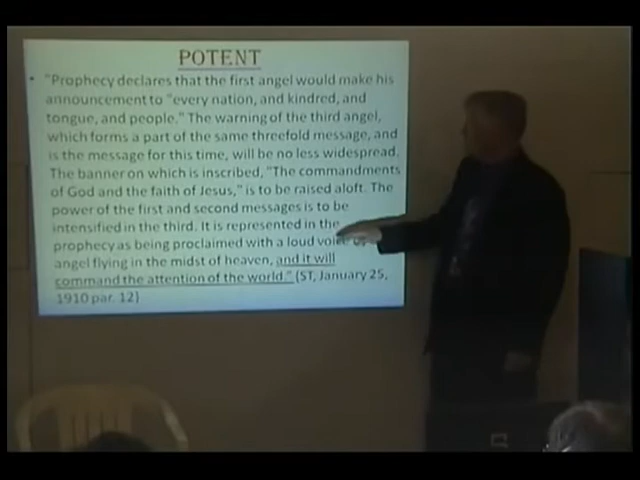 POTENT
• "Prophecy declares that the first angel would make his
announcement to "every nation, and kindred, and
tongue, and people." The warning of the third angel,
which forms a part of the same threefold message, and
is the message for this time, will be no less widespread.
The banner on which is inscribed, "The commandments
of God and the faith of Jesus," is to be raised aloft. The
power of the first and second messages is to be
intensified in the third. It is represented in the
prophecy as being proclaimed with a loud voice
angel flying in the midst of heaven, and it will
command the attention of the world." {ST, January 25,
1910 par. 12}